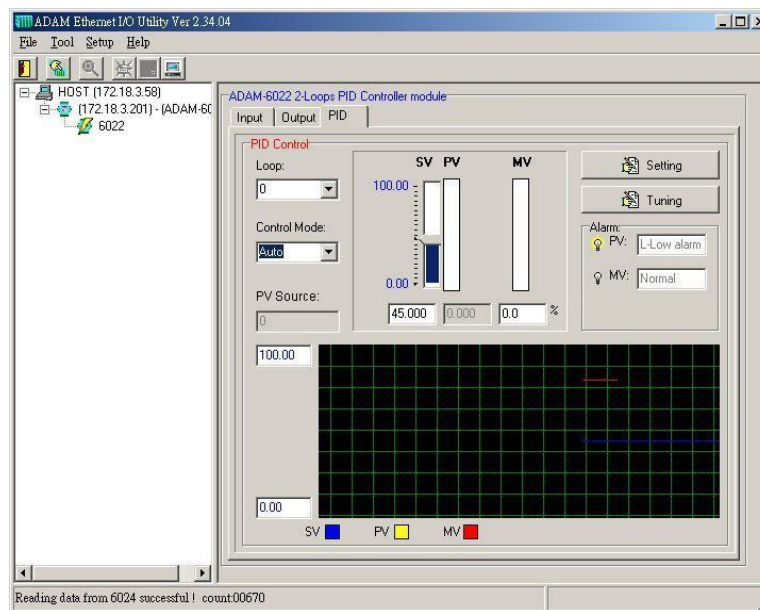 ADAM Ethernet I/O Utility Ver 2.34.04
File Tool Setup Help
HOST (172.18.3.58)
(172.18.3.201) - (ADAM-60
6022
ADAM-6022 2-Loops PID Controller module
Input Output PID
PID Control
Loop:
0
Control Mode:
Auto
PV Source:
0
SV PV MV
100.00
0.00
45.000 0.000 0.0 %
Setting
Tuning
Alarm:
PV: L-Low alarm
MV: Normal
100.00
0.00
SV PV MV
Reading data from 6024 successful ! count:00670